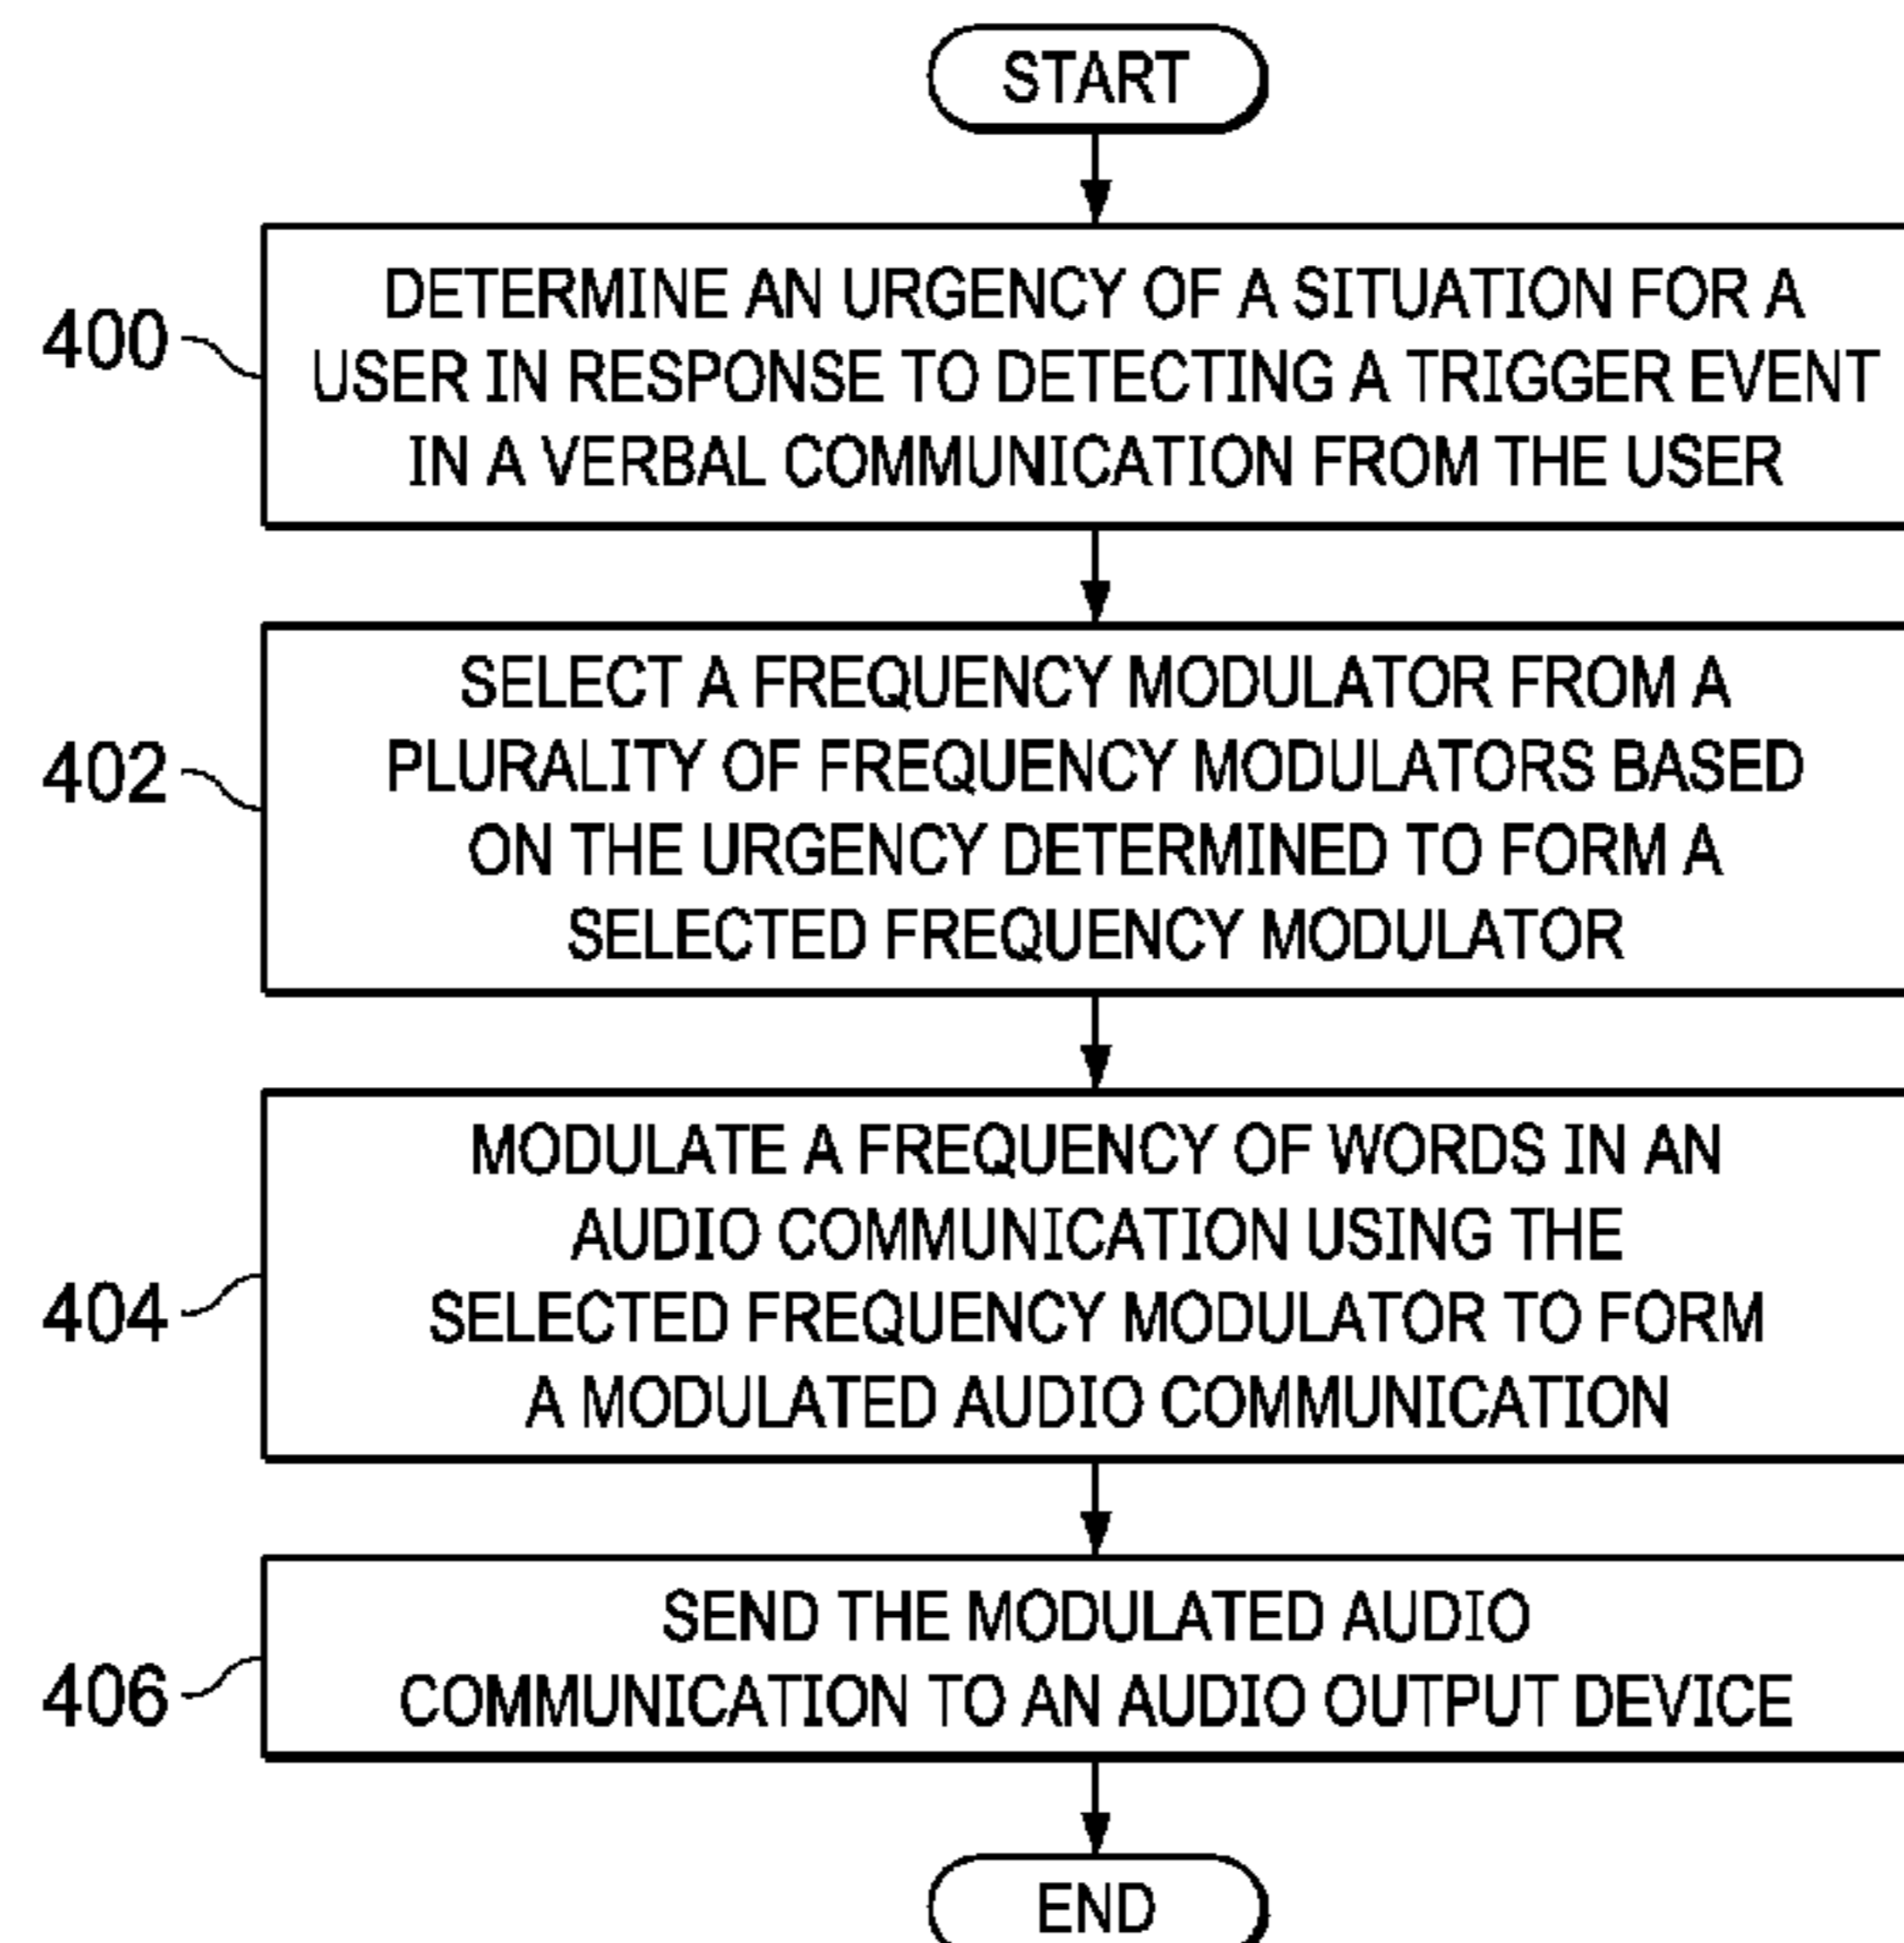 START
400
DETERMINE AN URGENCY OF A SITUATION FOR A
USER IN RESPONSE TO DETECTING A TRIGGER EVENT
IN A VERBAL COMMUNICATION FROM THE USER
402
SELECT A FREQUENCY MODULATOR FROM A
PLURALITY OF FREQUENCY MODULATORS BASED
ON THE URGENCY DETERMINED TO FORM A
SELECTED FREQUENCY MODULATOR
404
MODULATE A FREQUENCY OF WORDS IN AN
AUDIO COMMUNICATION USING THE
SELECTED FREQUENCY MODULATOR TO FORM
A MODULATED AUDIO COMMUNICATION
406
SEND THE MODULATED AUDIO
COMMUNICATION TO AN AUDIO OUTPUT DEVICE
END